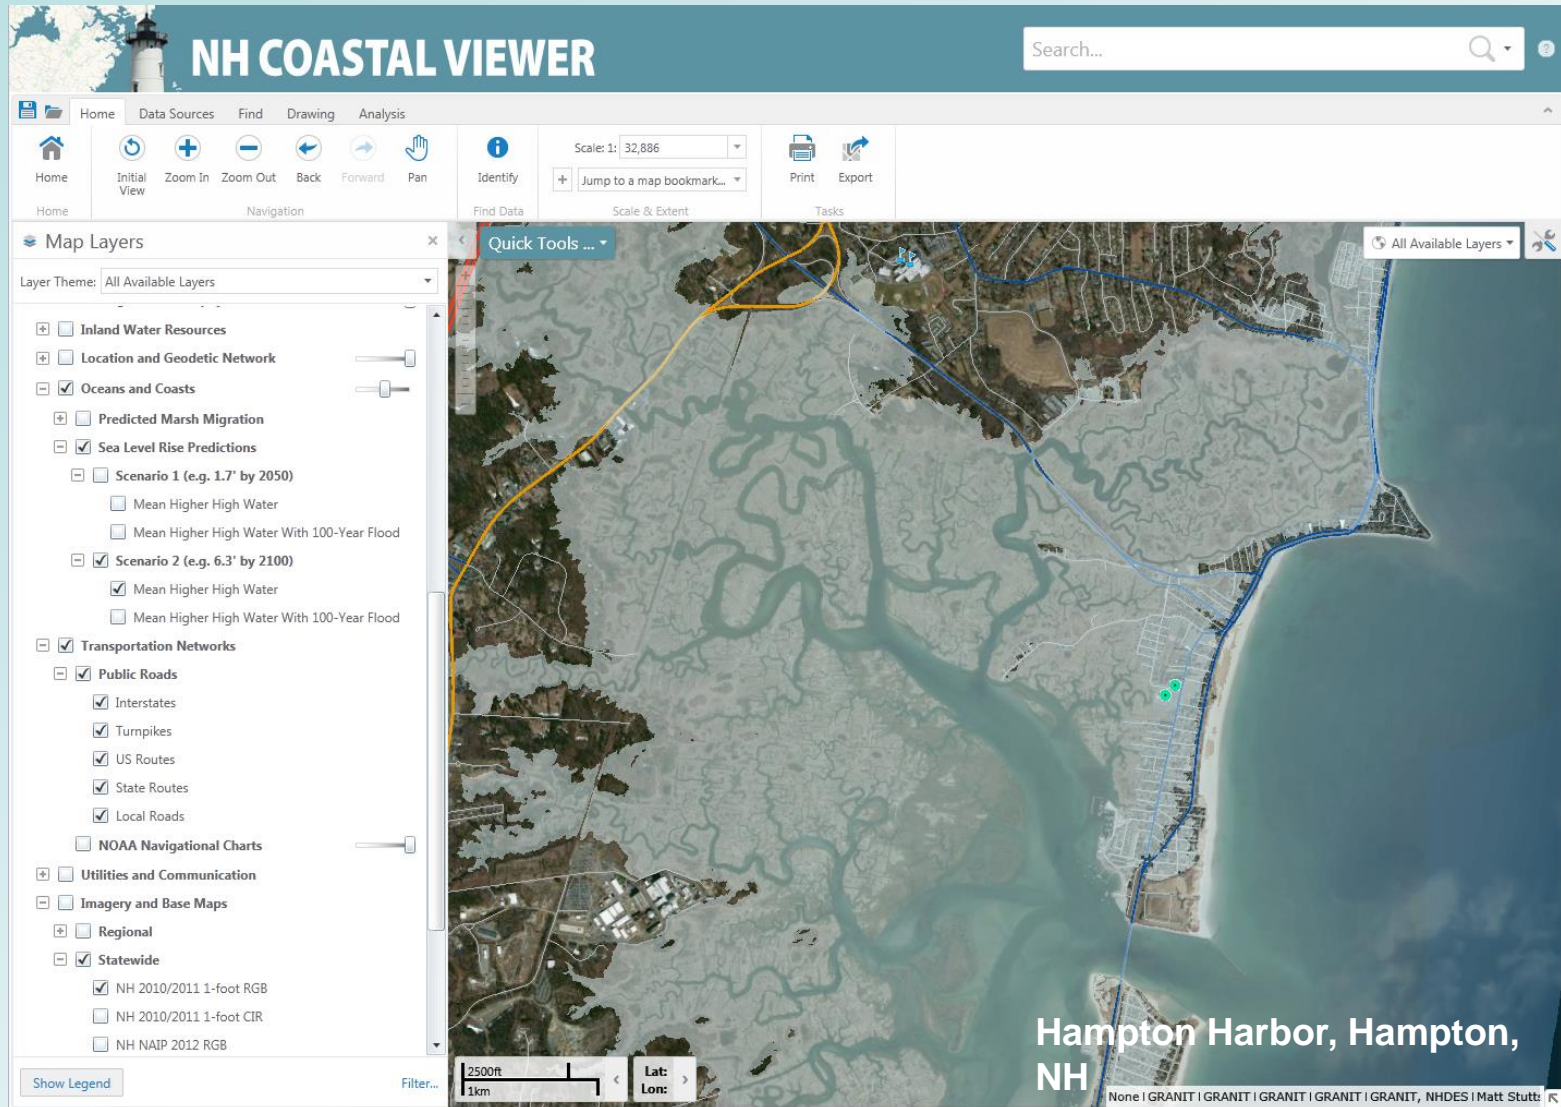 NH COASTAL VIEWER
Search...
Home Data Sources Find Drawing Analysis
Home
Initial View
Zoom In
Zoom Out
Back
Forward
Pan
Identify
Scale: 1: 32,886
Jump to a map bookmark...
Print
Export
Home
Navigation
Find Data
Scale & Extent
Tasks
Map Layers
Quick Tools ...
All Available Layers
Layer Theme: All Available Layers
Inland Water Resources
Location and Geodetic Network
Oceans and Coasts
Predicted Marsh Migration
Sea Level Rise Predictions
Scenario 1 (e.g. 1.7' by 2050)
Mean Higher High Water
Mean Higher High Water With 100-Year Flood
Scenario 2 (e.g. 6.3' by 2100)
Mean Higher High Water
Mean Higher High Water With 100-Year Flood
Transportation Networks
Public Roads
Interstates
Turnpikes
US Routes
State Routes
Local Roads
NOAA Navigational Charts
Utilities and Communication
Imagery and Base Maps
Regional
Statewide
NH 2010/2011 1-foot RGB
NH 2010/2011 1-foot CIR
NH NAIP 2012 RGB
Show Legend
Filter...
2500ft
1km
Lat:
Lon:
Hampton Harbor, Hampton,
NH
None | GRANIT | GRANIT | GRANIT | GRANIT | GRANIT, NHDES | Matt Stutt